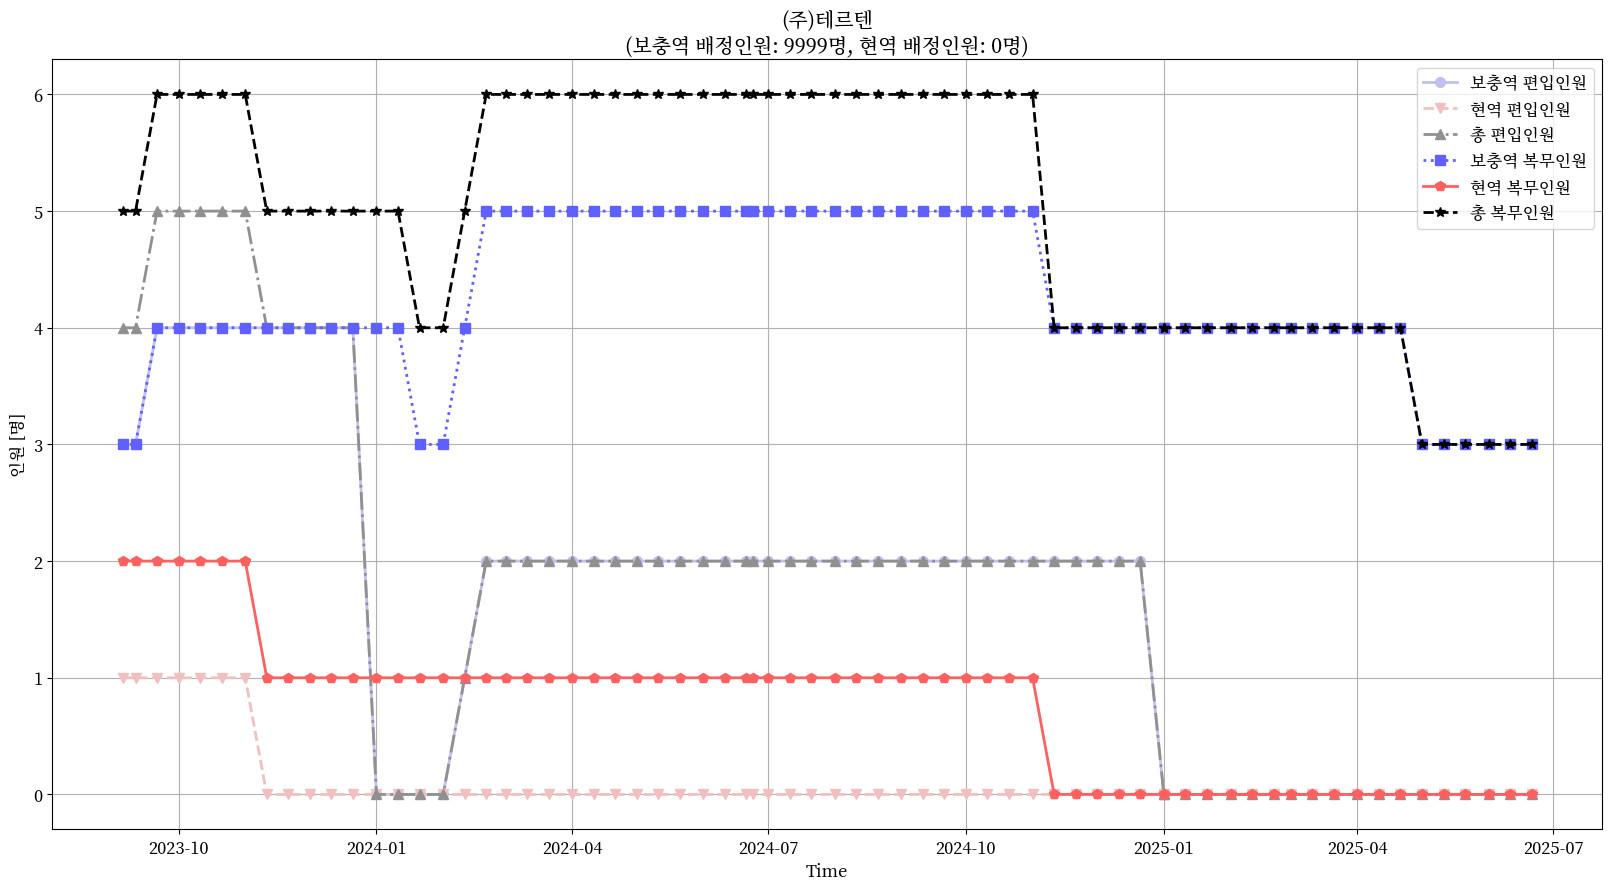 (주)테르텐
(보충역 배정인원: 9999명, 현역 배정인원: 0명)
인원 [명]
6
5
4
3
2
1
0
보충역 편입인원
현역 편입인원
총 편입인원
보충역 복무인원
현역 복무인원
총 복무인원
2023-10 2024-01 2024-04 2024-07 2024-10 2025-01 2025-04 2025-07
Time